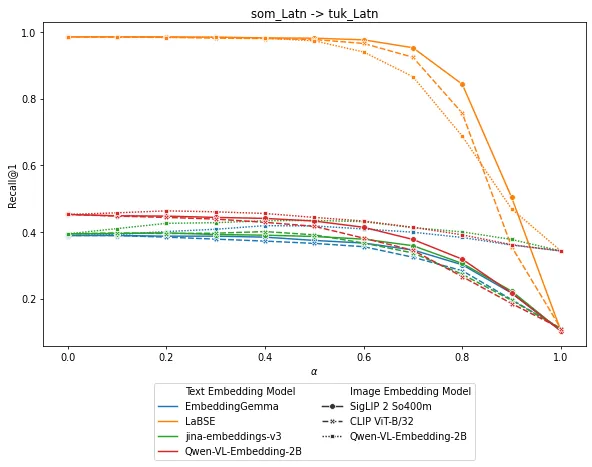 som_Latn -> tuk_Latn
Recall@1
1.0
0.8
0.6
0.4
0.2
0.0 0.2 0.4 0.6 0.8 1.0
α
Text Embedding Model
EmbeddingGemma
LaBSE
jina-embeddings-v3
Qwen-VL-Embedding-2B
Image Embedding Model
SigLIP 2 So400m
CLIP ViT-B/32
Qwen-VL-Embedding-2B